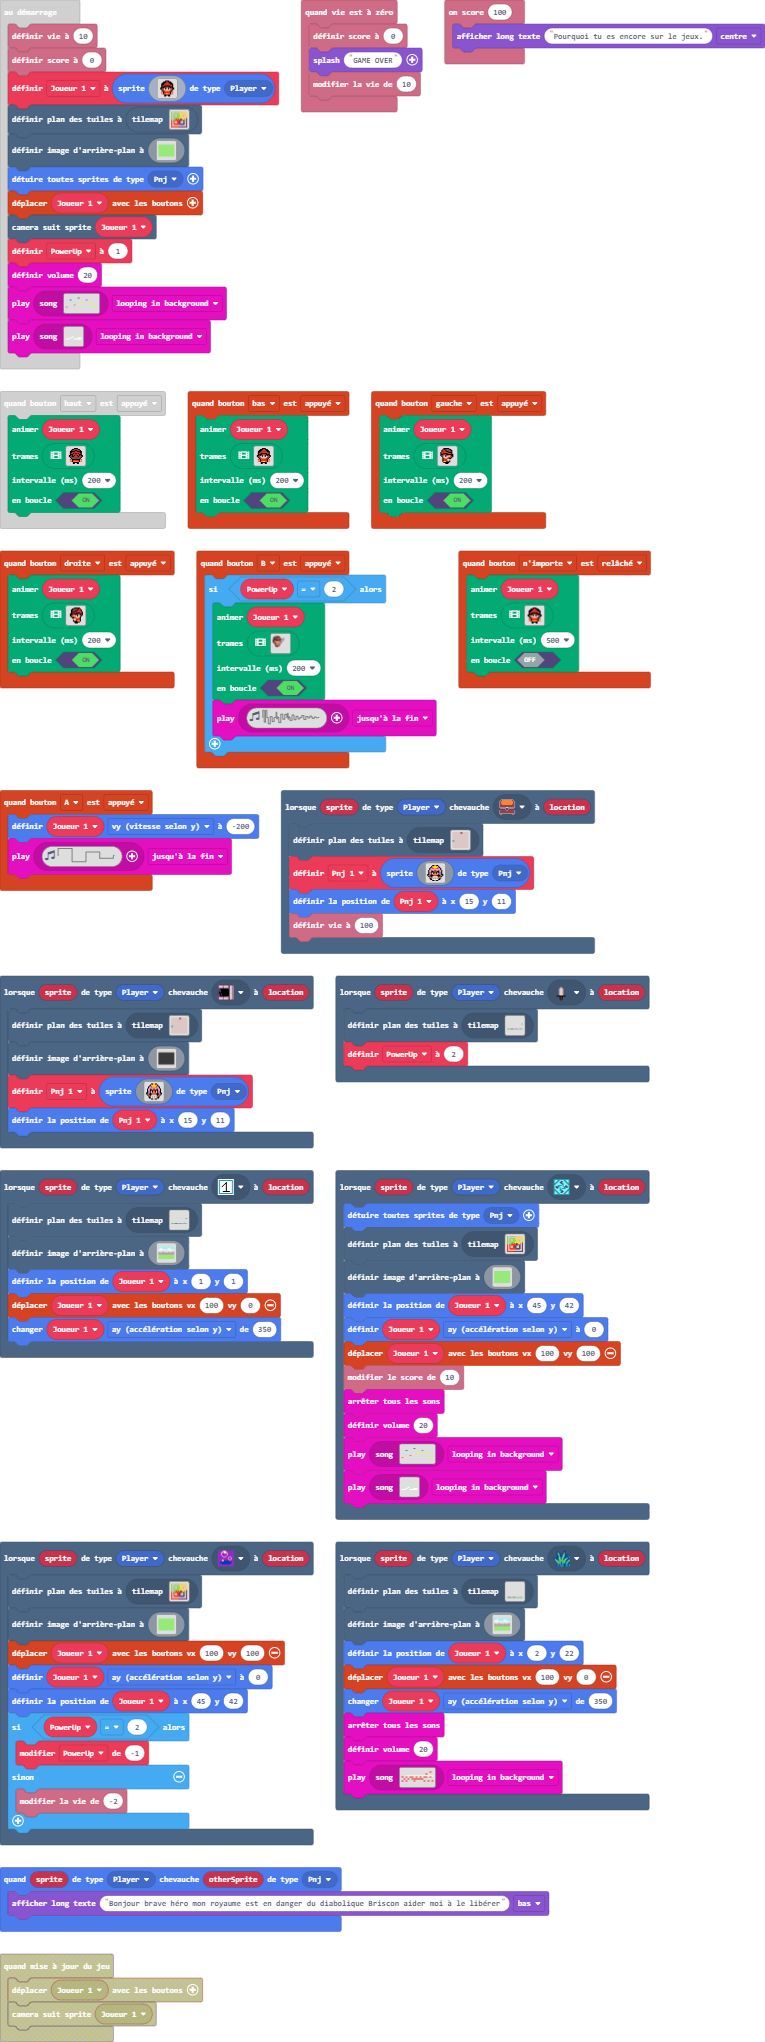 au démarrage
définir vie à 10
définir score à 0
définir Joueur 1 à sprite de type Player
définir plan des tuiles à tilemap
définir image d'arrière-plan à
détuire toutes sprites de type Pnj
déplacer Joueur 1 avec les boutons
camera suit sprite Joueur 1
définir PowerUp à 1
définir volume 20
play song looping in background
play song looping in background
quand vie est à zéro
définir score à 0
splash "GAME OVER"
modifier la vie de 10
on score 100
afficher long texte "Pourquoi tu es encore sur le jeux." centre
quand bouton haut est appuyé
animer Joueur 1
trames
intervalle (ms) 200
en boucle ON
quand bouton bas est appuyé
animer Joueur 1
trames
intervalle (ms) 200
en boucle ON
quand bouton gauche est appuyé
animer Joueur 1
trames
intervalle (ms) 200
en boucle ON
quand bouton droite est appuyé
animer Joueur 1
trames
intervalle (ms) 200
en boucle ON
quand bouton B est appuyé
si PowerUp = 2 alors
animer Joueur 1
trames
intervalle (ms) 200
en boucle ON
play jusqu'à la fin
quand bouton n'importe est relâché
animer Joueur 1
trames
intervalle (ms) 500
en boucle OFF
quand bouton A est appuyé
définir Joueur 1 vy (vitesse selon y) à -200
play jusqu'à la fin
lorsque sprite de type Player chevauche à location
définir plan des tuiles à tilemap
définir Pnj 1 à sprite de type Pnj
définir la position de Pnj 1 à x 15 y 11
définir vie à 100
lorsque sprite de type Player chevauche à location
définir plan des tuiles à tilemap
définir image d'arrière-plan à
définir Pnj 1 à sprite de type Pnj
définir la position de Pnj 1 à x 15 y 11
lorsque sprite de type Player chevauche à location
définir plan des tuiles à tilemap
définir PowerUp à 2
lorsque sprite de type Player chevauche 1 à location
définir plan des tuiles à tilemap
définir image d'arrière-plan à
définir la position de Joueur 1 à x 1 y 1
déplacer Joueur 1 avec les boutons vx 100 vy 0
changer Joueur 1 ay (accélération selon y) de 350
lorsque sprite de type Player chevauche à location
détuire toutes sprites de type Pnj
définir plan des tuiles à tilemap
définir image d'arrière-plan à
définir la position de Joueur 1 à x 45 y 42
définir Joueur 1 ay (accélération selon y) à 0
déplacer Joueur 1 avec les boutons vx 100 vy 100
modifier le score de 10
arrêter tous les sons
définir volume 20
play song looping in background
play song looping in background
lorsque sprite de type Player chevauche à location
définir plan des tuiles à tilemap
définir image d'arrière-plan à
déplacer Joueur 1 avec les boutons vx 100 vy 100
définir Joueur 1 ay (accélération selon y) à 0
définir la position de Joueur 1 à x 45 y 42
si PowerUp = 2 alors
modifier PowerUp de -1
sinon
modifier la vie de -2
lorsque sprite de type Player chevauche à location
définir plan des tuiles à tilemap
définir image d'arrière-plan à
définir la position de Joueur 1 à x 2 y 22
déplacer Joueur 1 avec les boutons vx 100 vy 0
changer Joueur 1 ay (accélération selon y) de 350
arrêter tous les sons
définir volume 20
play song looping in background
quand sprite de type Player chevauche otherSprite de type Pnj
afficher long texte "Bonjour brave héro mon royaume est en danger du diabolique Briscon aider moi à le libérer" bas
quand mise à jour du jeu
déplacer Joueur 1 avec les boutons
camera suit sprite Joueur 1